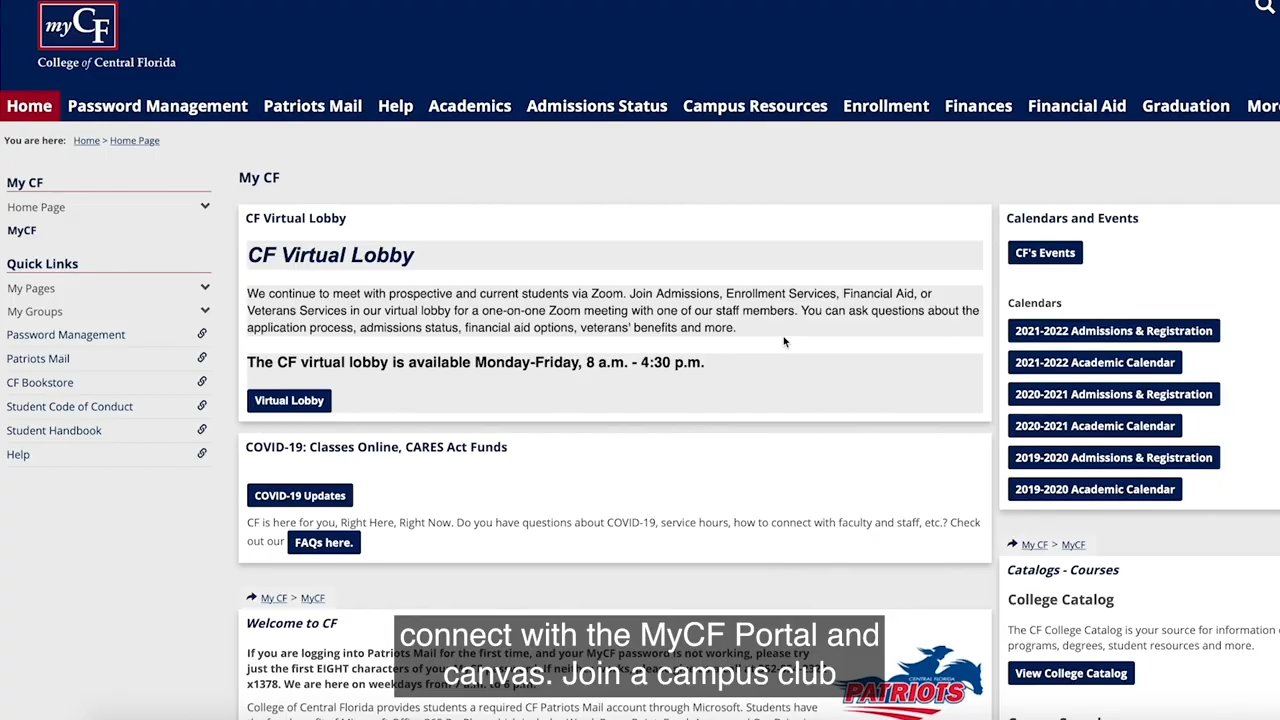 my CF
College of Central Florida
Home Password Management Patriots Mail Help Academics Admissions Status Campus Resources Enrollment Finances Financial Aid Graduation Mor
You are here: Home > Home Page
My CF
Home Page
MyCF
Quick Links
My Pages
My Groups
Password Management
Patriots Mail
CF Bookstore
Student Code of Conduct
Student Handbook
Help
My CF
CF Virtual Lobby
CF Virtual Lobby
We continue to meet with prospective and current students via Zoom. Join Admissions, Enrollment Services, Financial Aid, or
Veterans Services in our virtual lobby for a one-on-one Zoom meeting with one of our staff members. You can ask questions about the
application process, admissions status, financial aid options, veterans' benefits and more.
The CF virtual lobby is available Monday-Friday, 8 a.m. - 4:30 p.m.
Virtual Lobby
COVID-19: Classes Online, CARES Act Funds
COVID-19 Updates
CF is here for you, Right Here, Right Now. Do you have questions about COVID-19, service hours, how to connect with faculty and staff, etc.? Check
out our FAQs here.
My CF > MyCF
Welcome to CF
If you are logging into Patriots Mail for the first time, and your MyCF password is not working, please try
just the first EIGHT characters of your
x1378. We are here on weekdays from
College of Central Florida provides students a required CF Patriots Mail account through Microsoft. Students have
CENTRAL FLORIDA
PATRIOTS
Calendars and Events
CF's Events
Calendars
2021-2022 Admissions & Registration
2021-2022 Academic Calendar
2020-2021 Admissions & Registration
2020-2021 Academic Calendar
2019-2020 Admissions & Registration
2019-2020 Academic Calendar
My CF > MyCF
Catalogs - Courses
College Catalog
The CF College Catalog is your source for information
programs, degrees, student resources and more.
View College Catalog
connect with the MyCF Portal and
canvas. Join a campus club